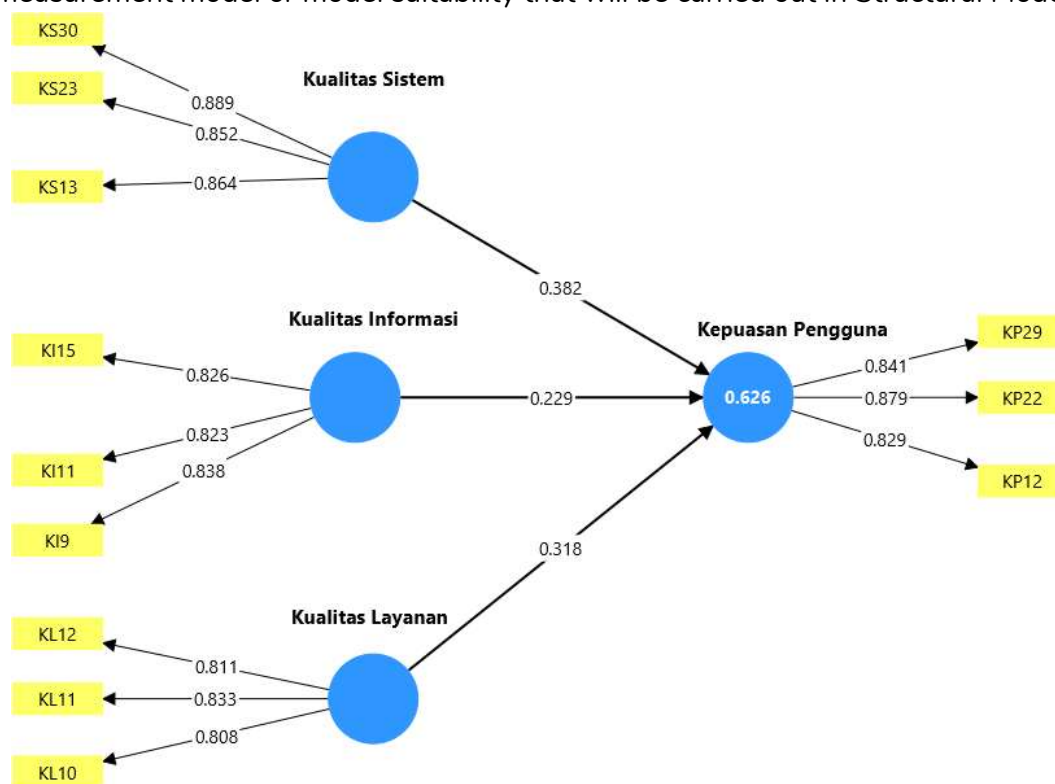 measurement model or model suitability that will be carried out in Structural Mode
KS30
Kualitas Sistem
KS23
0.889
0.852
KS13
0.864
0.382
Kualitas Informasi
Kepuasan Pengguna
KP29
KI15
0.841
0.826
0.229
0.626
0.879
KP22
0.823
0.829
KI11
0.838
KP12
KI9
0.318
Kualitas Layanan
KL12
0.811
KL11
0.833
0.808
KL10